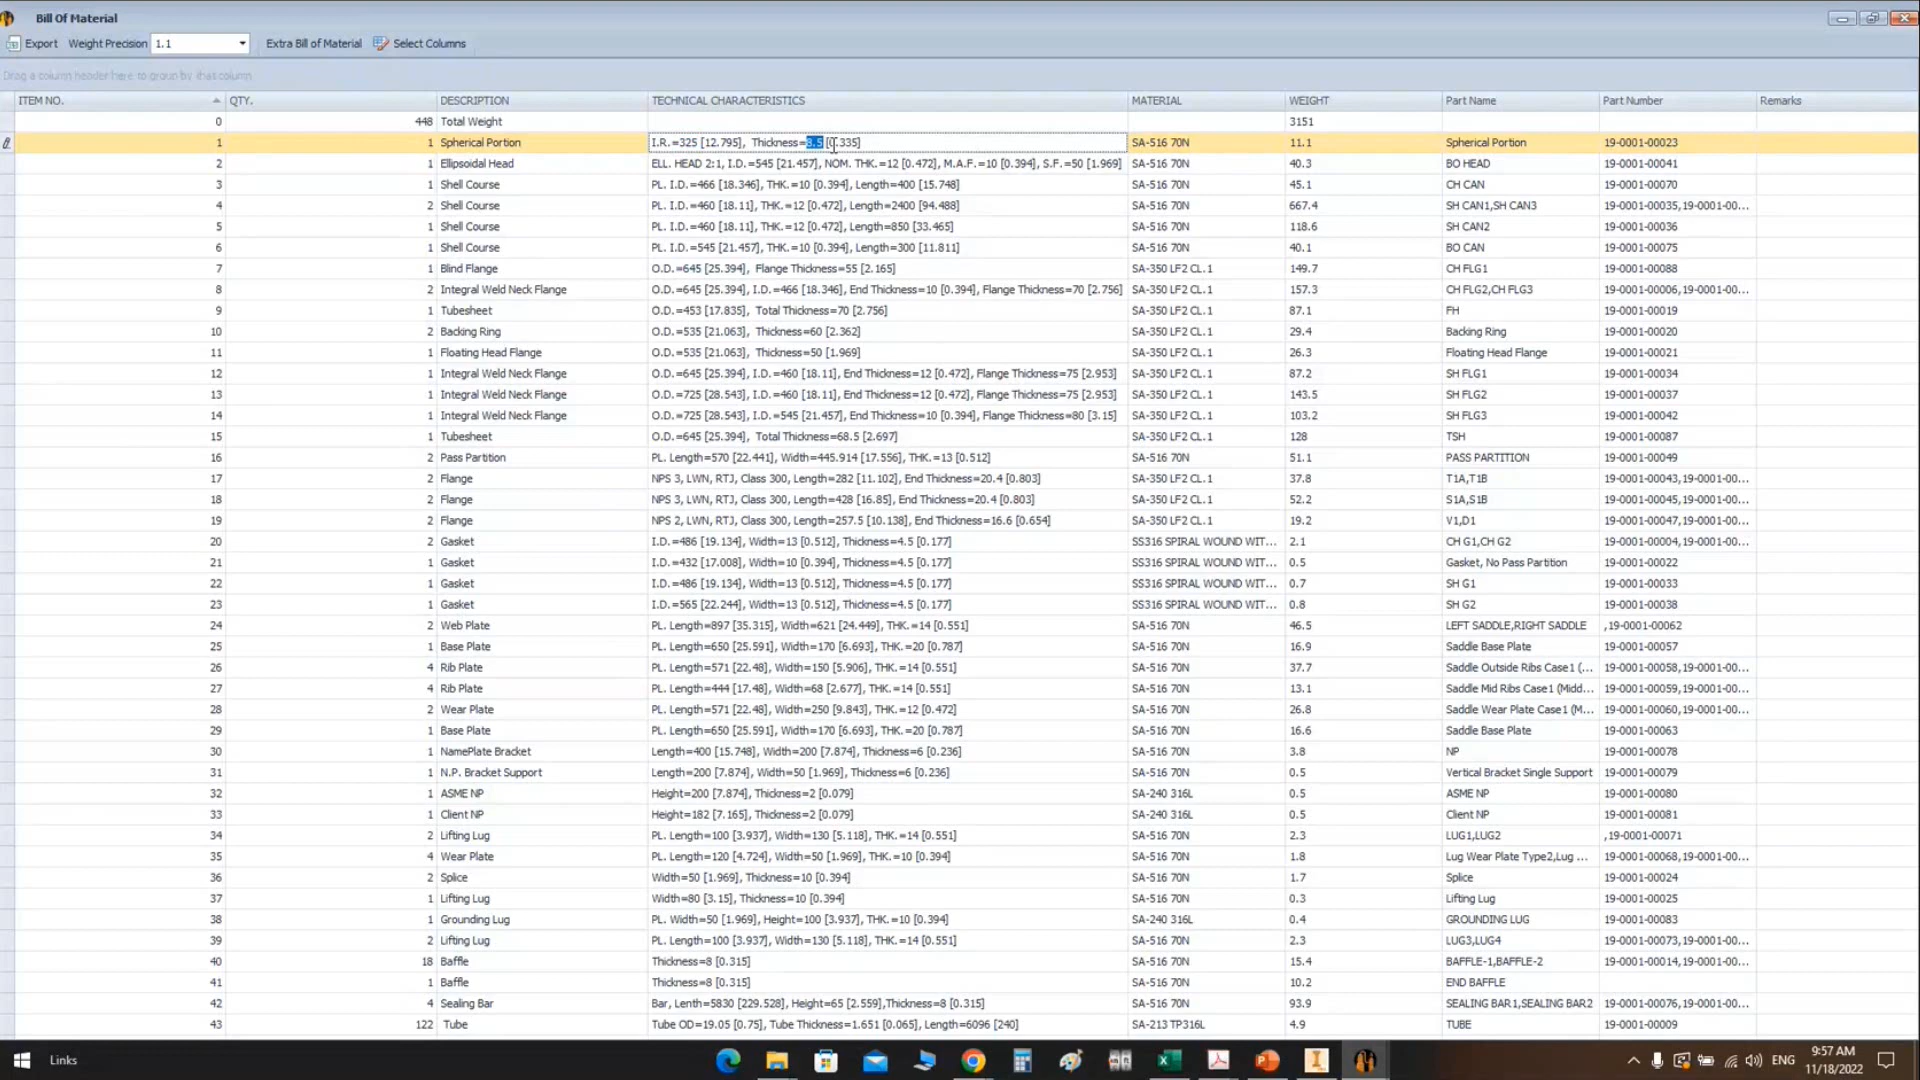 Bill Of Material
Export Weight Precision 1.1 Extra Bill of Material Select Columns
Drag a column header here to group by that column
ITEM NO. QTY. DESCRIPTION TECHNICAL CHARACTERISTICS MATERIAL WEIGHT Part Name Part Number Remarks
0 448 Total Weight 3151
1 1 Spherical Portion I.R.=325 [12.795], Thickness=8.5 [0.335] SA-516 70N 11.1 Spherical Portion 19-0001-00023
2 1 Ellipsoidal Head ELL. HEAD 2:1, I.D.=545 [21.457], NOM. THK.=12 [0.472], M.A.F.=10 [0.394], S.F.=50 [1.969] SA-516 70N 40.3 BO HEAD 19-0001-00041
3 1 Shell Course PL. I.D.=466 [18.346], THK.=10 [0.394], Length=400 [15.748] SA-516 70N 45.1 CH CAN 19-0001-00070
4 2 Shell Course PL. I.D.=460 [18.11], THK.=12 [0.472], Length=2400 [94.488] SA-516 70N 667.4 SH CAN1,SH CAN3 19-0001-00035,19-0001-00...
5 1 Shell Course PL. I.D.=460 [18.11], THK.=12 [0.472], Length=850 [33.465] SA-516 70N 118.6 SH CAN2 19-0001-00036
6 1 Shell Course PL. I.D.=545 [21.457], THK.=10 [0.394], Length=300 [11.811] SA-516 70N 40.1 BO CAN 19-0001-00075
7 1 Blind Flange O.D.=645 [25.394], Flange Thickness=55 [2.165] SA-350 LF2 CL.1 149.7 CH FLG1 19-0001-00088
8 2 Integral Weld Neck Flange O.D.=645 [25.394], I.D.=466 [18.346], End Thickness=10 [0.394], Flange Thickness=70 [2.756] SA-350 LF2 CL.1 157.3 CH FLG2,CH FLG3 19-0001-00006,19-0001-00...
9 1 Tubesheet O.D.=453 [17.835], Total Thickness=70 [2.756] SA-350 LF2 CL.1 87.1 FH 19-0001-00019
10 2 Backing Ring O.D.=535 [21.063], Thickness=60 [2.362] SA-350 LF2 CL.1 29.4 Backing Ring 19-0001-00020
11 1 Floating Head Flange O.D.=535 [21.063], Thickness=50 [1.969] SA-350 LF2 CL.1 26.3 Floating Head Flange 19-0001-00021
12 1 Integral Weld Neck Flange O.D.=645 [25.394], I.D.=460 [18.11], End Thickness=12 [0.472], Flange Thickness=75 [2.953] SA-350 LF2 CL.1 87.2 SH FLG1 19-0001-00034
13 1 Integral Weld Neck Flange O.D.=725 [28.543], I.D.=460 [18.11], End Thickness=12 [0.472], Flange Thickness=75 [2.953] SA-350 LF2 CL.1 143.5 SH FLG2 19-0001-00037
14 1 Integral Weld Neck Flange O.D.=725 [28.543], I.D.=545 [21.457], End Thickness=10 [0.394], Flange Thickness=80 [3.15] SA-350 LF2 CL.1 103.2 SH FLG3 19-0001-00042
15 1 Tubesheet O.D.=645 [25.394], Total Thickness=68.5 [2.697] SA-350 LF2 CL.1 128 TSH 19-0001-00087
16 2 Pass Partition PL. Length=570 [22.441], Width=445.914 [17.556], THK.=13 [0.512] SA-516 70N 51.1 PASS PARTITION 19-0001-00049
17 2 Flange NPS 3, LWN, RTJ, Class 300, Length=282 [11.102], End Thickness=20.4 [0.803] SA-350 LF2 CL.1 37.8 T1A,T1B 19-0001-00043,19-0001-00...
18 2 Flange NPS 3, LWN, RTJ, Class 300, Length=428 [16.85], End Thickness=20.4 [0.803] SA-350 LF2 CL.1 52.2 S1A,S1B 19-0001-00045,19-0001-00...
19 2 Flange NPS 2, LWN, RTJ, Class 300, Length=257.5 [10.138], End Thickness=16.6 [0.654] SA-350 LF2 CL.1 19.2 V1,D1 19-0001-00047,19-0001-00...
20 2 Gasket I.D.=486 [19.134], Width=13 [0.512], Thickness=4.5 [0.177] SS316 SPIRAL WOUND WIT... 2.1 CH G1,CH G2 19-0001-00004,19-0001-00...
21 1 Gasket I.D.=432 [17.008], Width=10 [0.394], Thickness=4.5 [0.177] SS316 SPIRAL WOUND WIT... 0.5 Gasket, No Pass Partition 19-0001-00022
22 1 Gasket I.D.=486 [19.134], Width=13 [0.512], Thickness=4.5 [0.177] SS316 SPIRAL WOUND WIT... 0.7 SH G1 19-0001-00033
23 1 Gasket I.D.=565 [22.244], Width=13 [0.512], Thickness=4.5 [0.177] SS316 SPIRAL WOUND WIT... 0.8 SH G2 19-0001-00038
24 2 Web Plate PL. Length=897 [35.315], Width=621 [24.449], THK.=14 [0.551] SA-516 70N 46.5 LEFT SADDLE,RIGHT SADDLE ,19-0001-00062
25 1 Base Plate PL. Length=650 [25.591], Width=170 [6.693], THK.=20 [0.787] SA-516 70N 16.9 Saddle Base Plate 19-0001-00057
26 4 Rib Plate PL. Length=571 [22.48], Width=150 [5.906], THK.=14 [0.551] SA-516 70N 37.7 Saddle Outside Ribs Case1 (... 19-0001-00058,19-0001-00...
27 4 Rib Plate PL. Length=444 [17.48], Width=68 [2.677], THK.=14 [0.551] SA-516 70N 13.1 Saddle Mid Ribs Case1 (Midd... 19-0001-00059,19-0001-00...
28 2 Wear Plate PL. Length=571 [22.48], Width=250 [9.843], THK.=12 [0.472] SA-516 70N 26.8 Saddle Wear Plate Case1 (M... 19-0001-00060,19-0001-00...
29 1 Base Plate PL. Length=650 [25.591], Width=170 [6.693], THK.=20 [0.787] SA-516 70N 16.6 Saddle Base Plate 19-0001-00063
30 1 NamePlate Bracket Length=400 [15.748], Width=200 [7.874], Thickness=6 [0.236] SA-516 70N 3.8 NP 19-0001-00078
31 1 N.P. Bracket Support Length=200 [7.874], Width=50 [1.969], Thickness=6 [0.236] SA-516 70N 0.5 Vertical Bracket Single Support 19-0001-00079
32 1 ASME NP Height=200 [7.874], Thickness=2 [0.079] SA-240 316L 0.5 ASME NP 19-0001-00080
33 1 Client NP Height=182 [7.165], Thickness=2 [0.079] SA-240 316L 0.5 Client NP 19-0001-00081
34 2 Lifting Lug PL. Length=100 [3.937], Width=130 [5.118], THK.=14 [0.551] SA-516 70N 2.3 LUG1,LUG2 ,19-0001-00071
35 4 Wear Plate PL. Length=120 [4.724], Width=50 [1.969], THK.=10 [0.394] SA-516 70N 1.8 Lug Wear Plate Type2,Lug ... 19-0001-00068,19-0001-00...
36 2 Splice Width=50 [1.969], Thickness=10 [0.394] SA-516 70N 1.7 Splice 19-0001-00024
37 1 Lifting Lug Width=80 [3.15], Thickness=10 [0.394] SA-516 70N 0.3 Lifting Lug 19-0001-00025
38 1 Grounding Lug PL. Width=50 [1.969], Height=100 [3.937], THK.=10 [0.394] SA-240 316L 0.4 GROUNDING LUG 19-0001-00083
39 2 Lifting Lug PL. Length=100 [3.937], Width=130 [5.118], THK.=14 [0.551] SA-516 70N 2.3 LUG3,LUG4 19-0001-00073,19-0001-00...
40 18 Baffle Thickness=8 [0.315] SA-516 70N 15.4 BAFFLE-1,BAFFLE-2 19-0001-00014,19-0001-00...
41 1 Baffle Thickness=8 [0.315] SA-516 70N 10.2 END BAFFLE
42 4 Sealing Bar Bar, Lenth=5830 [229.528], Height=65 [2.559],Thickness=8 [0.315] SA-516 70N 93.9 SEALING BAR1,SEALING BAR2 19-0001-00076,19-0001-00...
43 122 Tube Tube OD=19.05 [0.75], Tube Thickness=1.651 [0.065], Length=6096 [240] SA-213 TP316L 4.9 TUBE 19-0001-00009
Links ENG 9:57 AM
11/18/2022